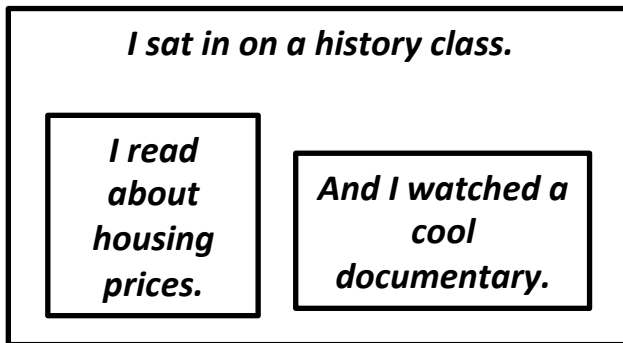 I sat in on a history class.
I read
about
housing
prices.
And I watched a
cool
documentary.